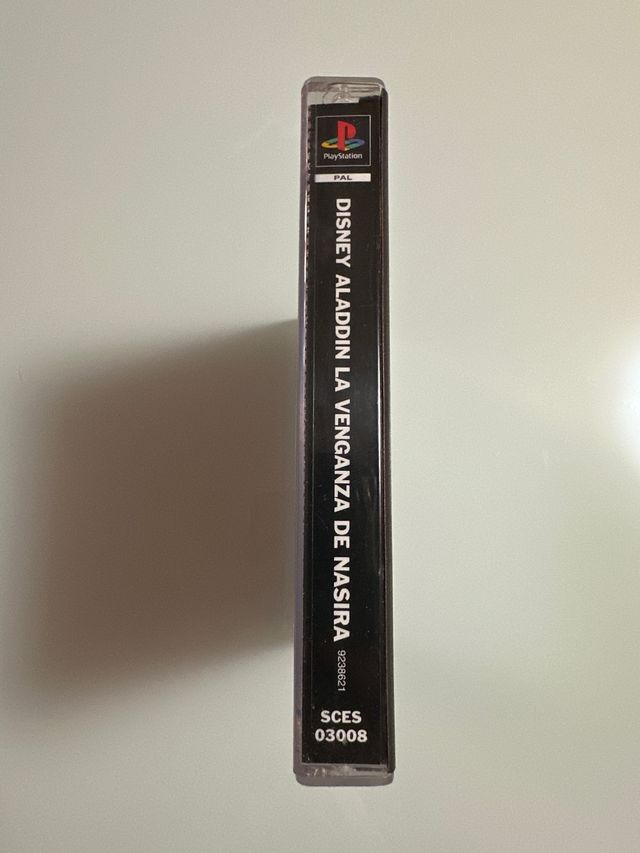 PlayStation
PAL
DISNEY ALADDIN LA VENGANZA DE NASIRA
9238621
SCES
03008